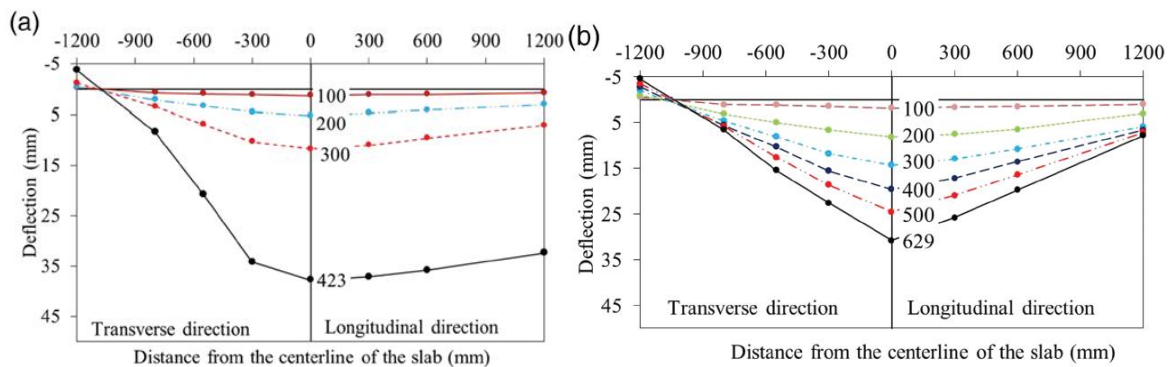 (a)
-1200 -900 -600 -300 0 300 600 900 1200
-5
5
15
25
35
45
Deflection (mm)
100
200
300
423
Transverse direction
Longitudinal direction
Distance from the centerline of the slab (mm)
(b)
-1200 -900 -600 -300 0 300 600 900 1200
-5
5
15
25
35
45
Deflection (mm)
100
200
300
400
500
629
Transverse direction
Longitudinal direction
Distance from the centerline of the slab (mm)